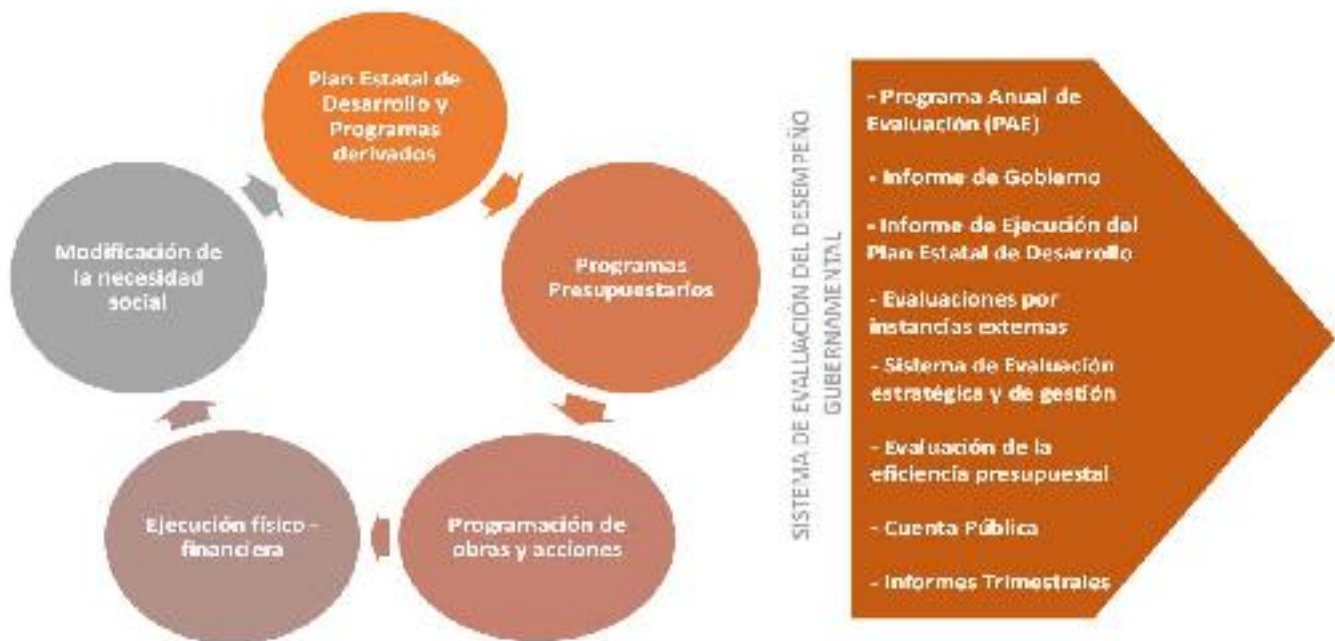 Plan Estatal de
Desarrollo y
Programas
derivados
Programas
Presupuestarios
Programación de
obras y acciones
Ejecución físico -
financiera
Modificación de
la necesidad
social
SISTEMA DE EVALUACIÓN DEL DESEMPEÑO
GUBERNAMENTAL
- Programa Anual de
Evaluación (PAE)
- Informe de Gobierno
- Informe de Ejecución del
Plan Estatal de Desarrollo
- Evaluaciones por
instancias externas
- Sistema de Evaluación
estratégica y de gestión
- Evaluación de la
eficiencia presupuestal
- Cuenta Pública
- Informes Trimestrales